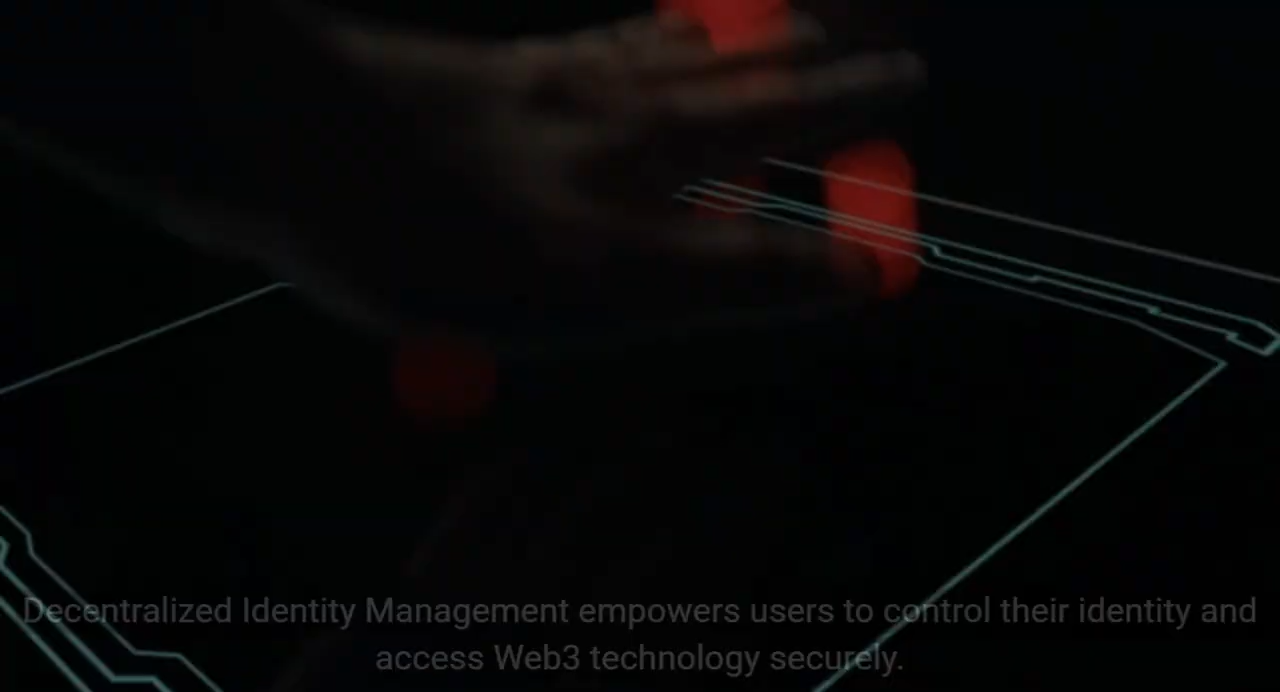 Decentralized Identity Management empowers users to control their identity and
access Web3 technology securely.